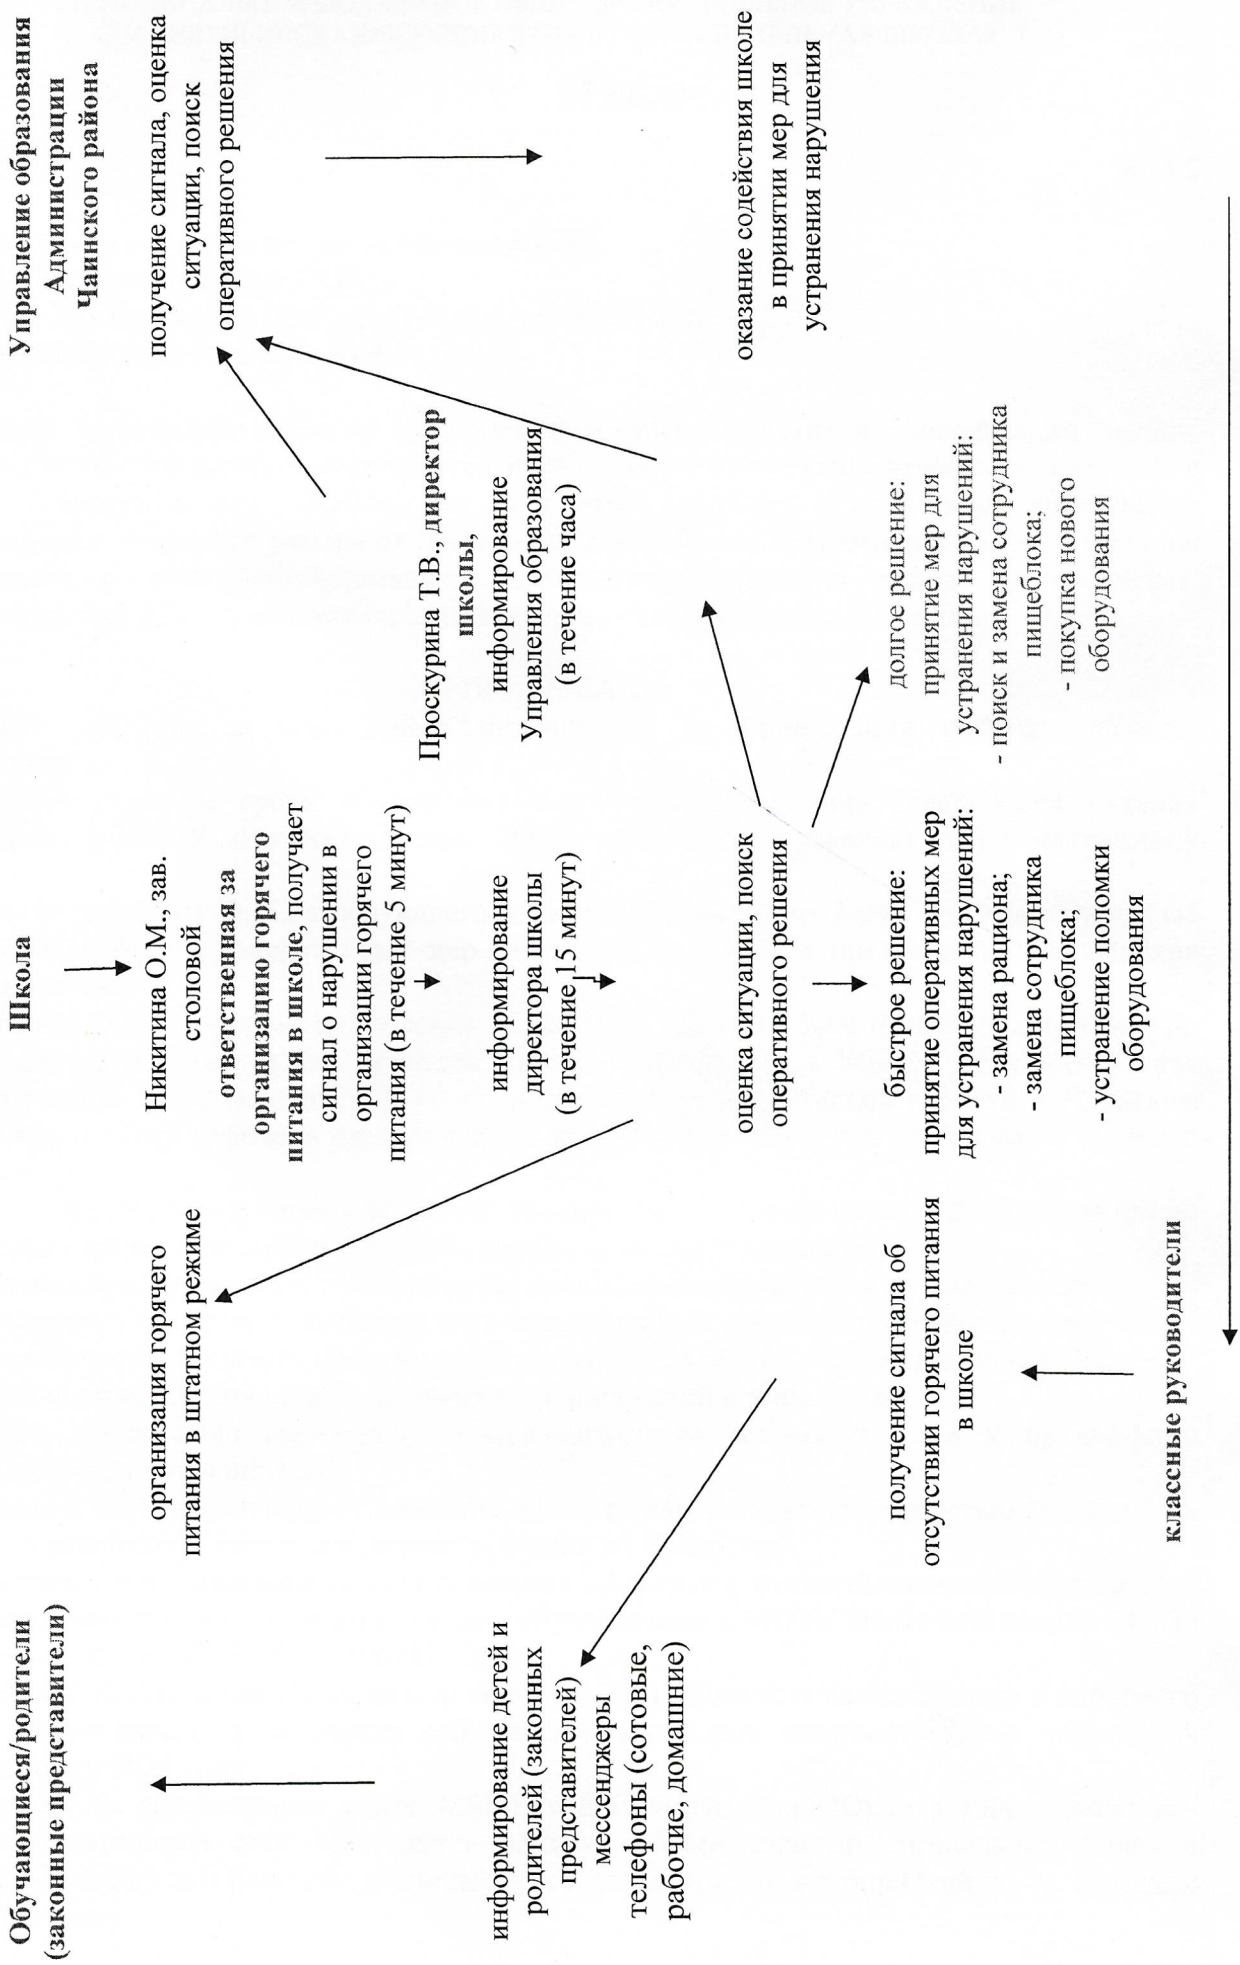 Обучающиеся/родители
(законные представители)
информирование детей и
родителей (законных
представителей)
мессенджеры
телефоны (сотовые,
рабочие, домашние)
организация горячего
питания в штатном режиме
получение сигнала об
отсутствии горячего питания
в школе
классные руководители
Школа
Никитина О.М., зав.
столовой
ответственная за
организацию горячего
питания в школе, получает
сигнал о нарушении в
организации горячего
питания (в течение 5 минут)
информирование
директора школы
(в течение 15 минут)
оценка ситуации, поиск
оперативного решения
быстрое решение:
принятие оперативных мер
для устранения нарушений:
- замена рациона;
- замена сотрудника
пищеблока;
- устранение поломки
оборудования
Проскурина Т.В., директор
школы,
информирование
Управления образования
(в течение часа)
долгое решение:
принятие мер для
устранения нарушений:
- поиск и замена сотрудника
пищеблока;
- покупка нового
оборудования
Управление образования
Администрации
Чаинского района
получение сигнала, оценка
ситуации, поиск
оперативного решения
оказание содействия школе
в принятии мер для
устранения нарушения